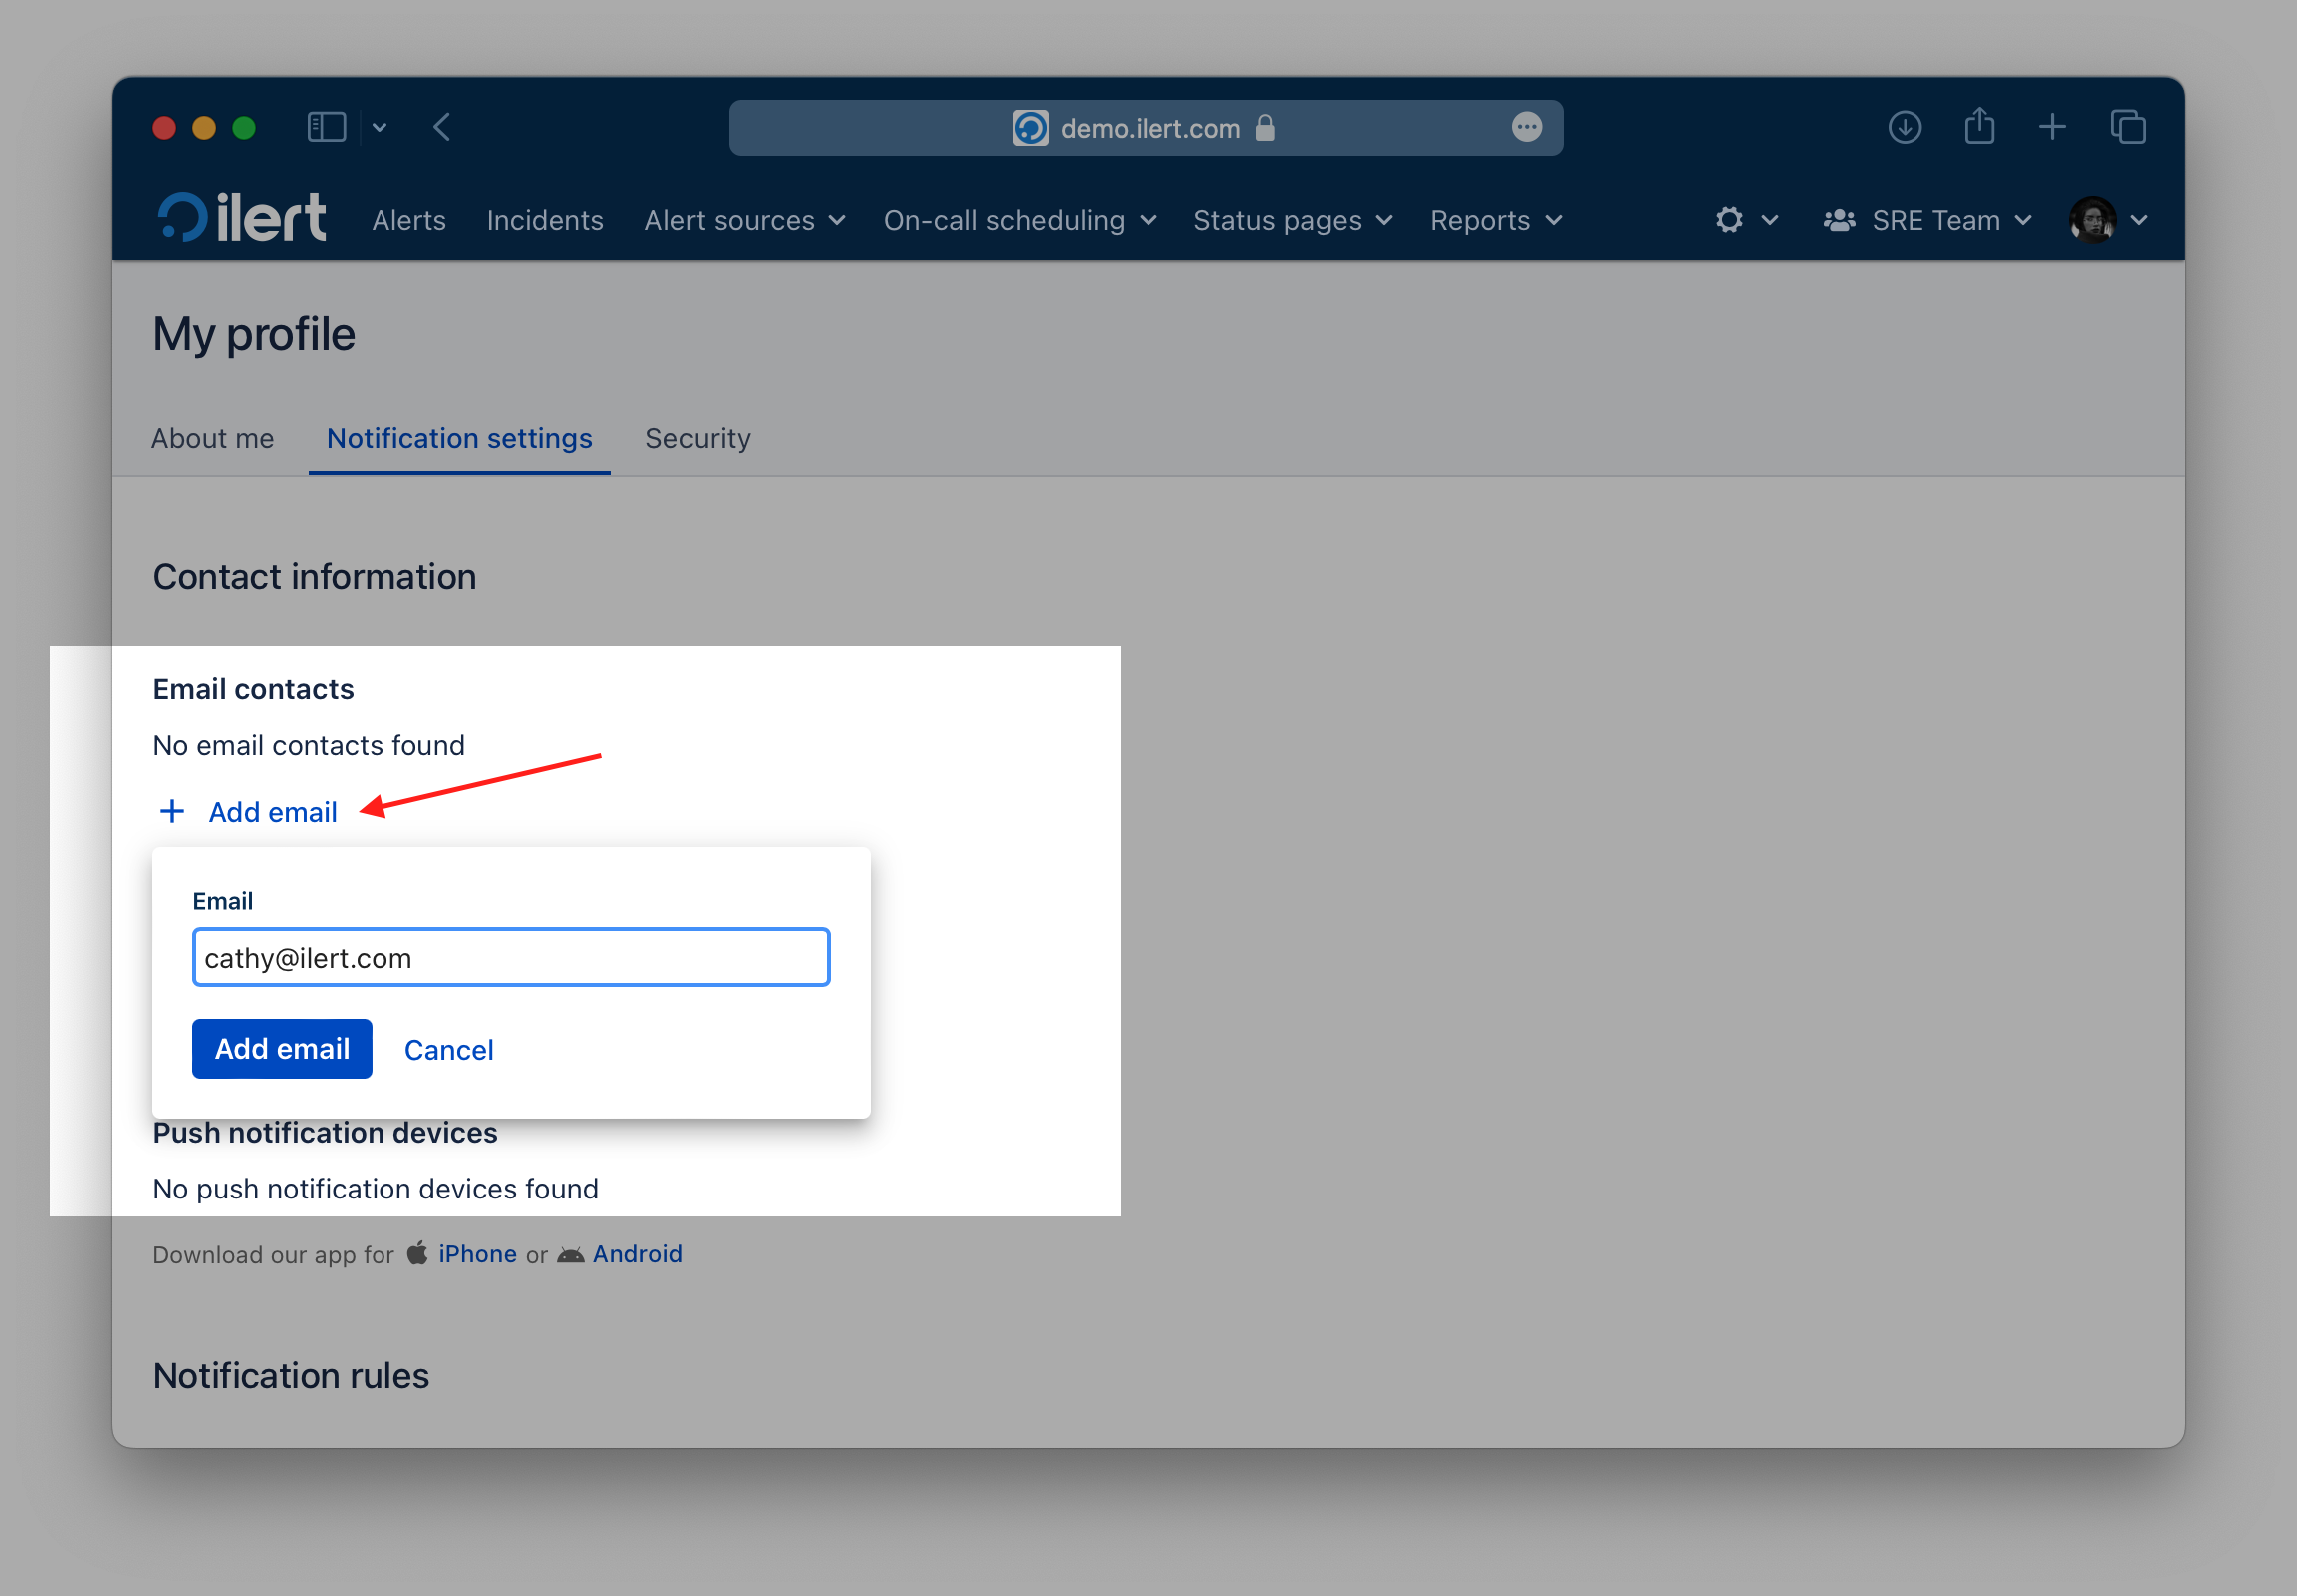 demo.ilert.com
ilert Alerts Incidents Alert sources On-call scheduling Status pages Reports SRE Team
My profile
About me Notification settings Security
Contact information
Email contacts
No email contacts found
+ Add email
Email
cathy@ilert.com
Add email Cancel
Push notification devices
No push notification devices found
Download our app for iPhone or Android
Notification rules